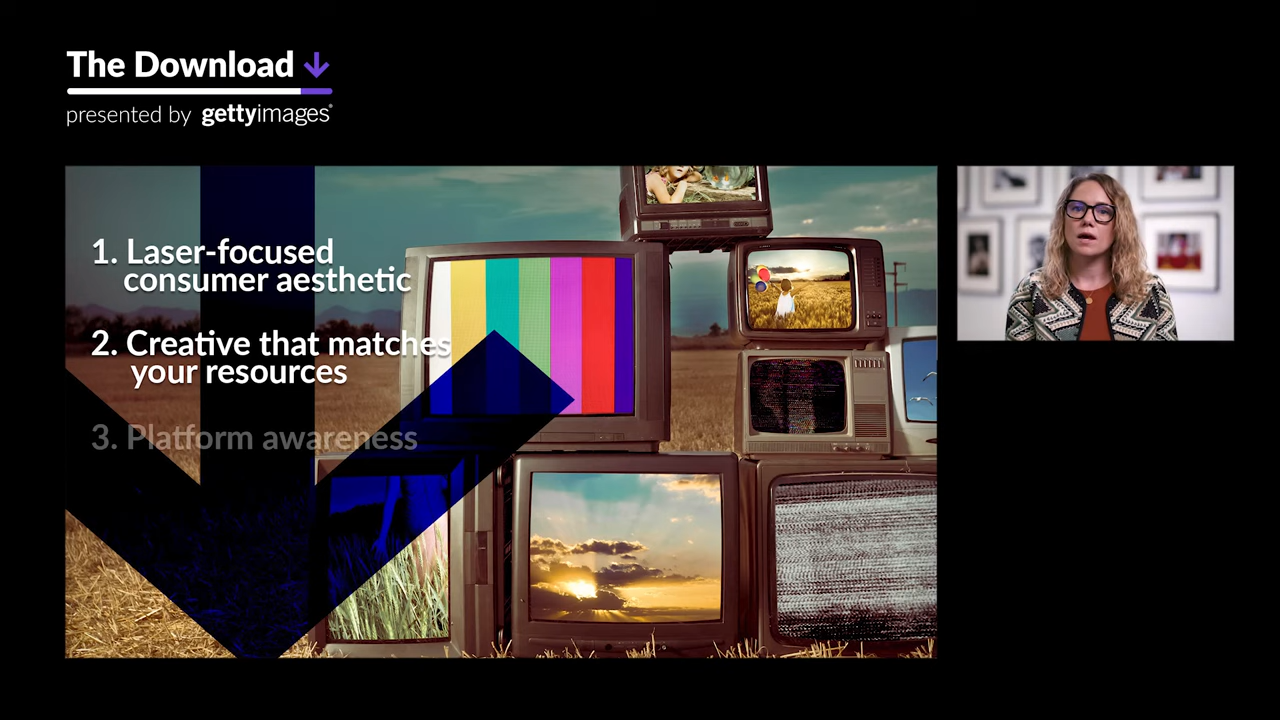 The Download
presented by gettyimages®
1. Laser-focused
consumer aesthetic
2. Creative that matches
your resources
3. Platform awareness